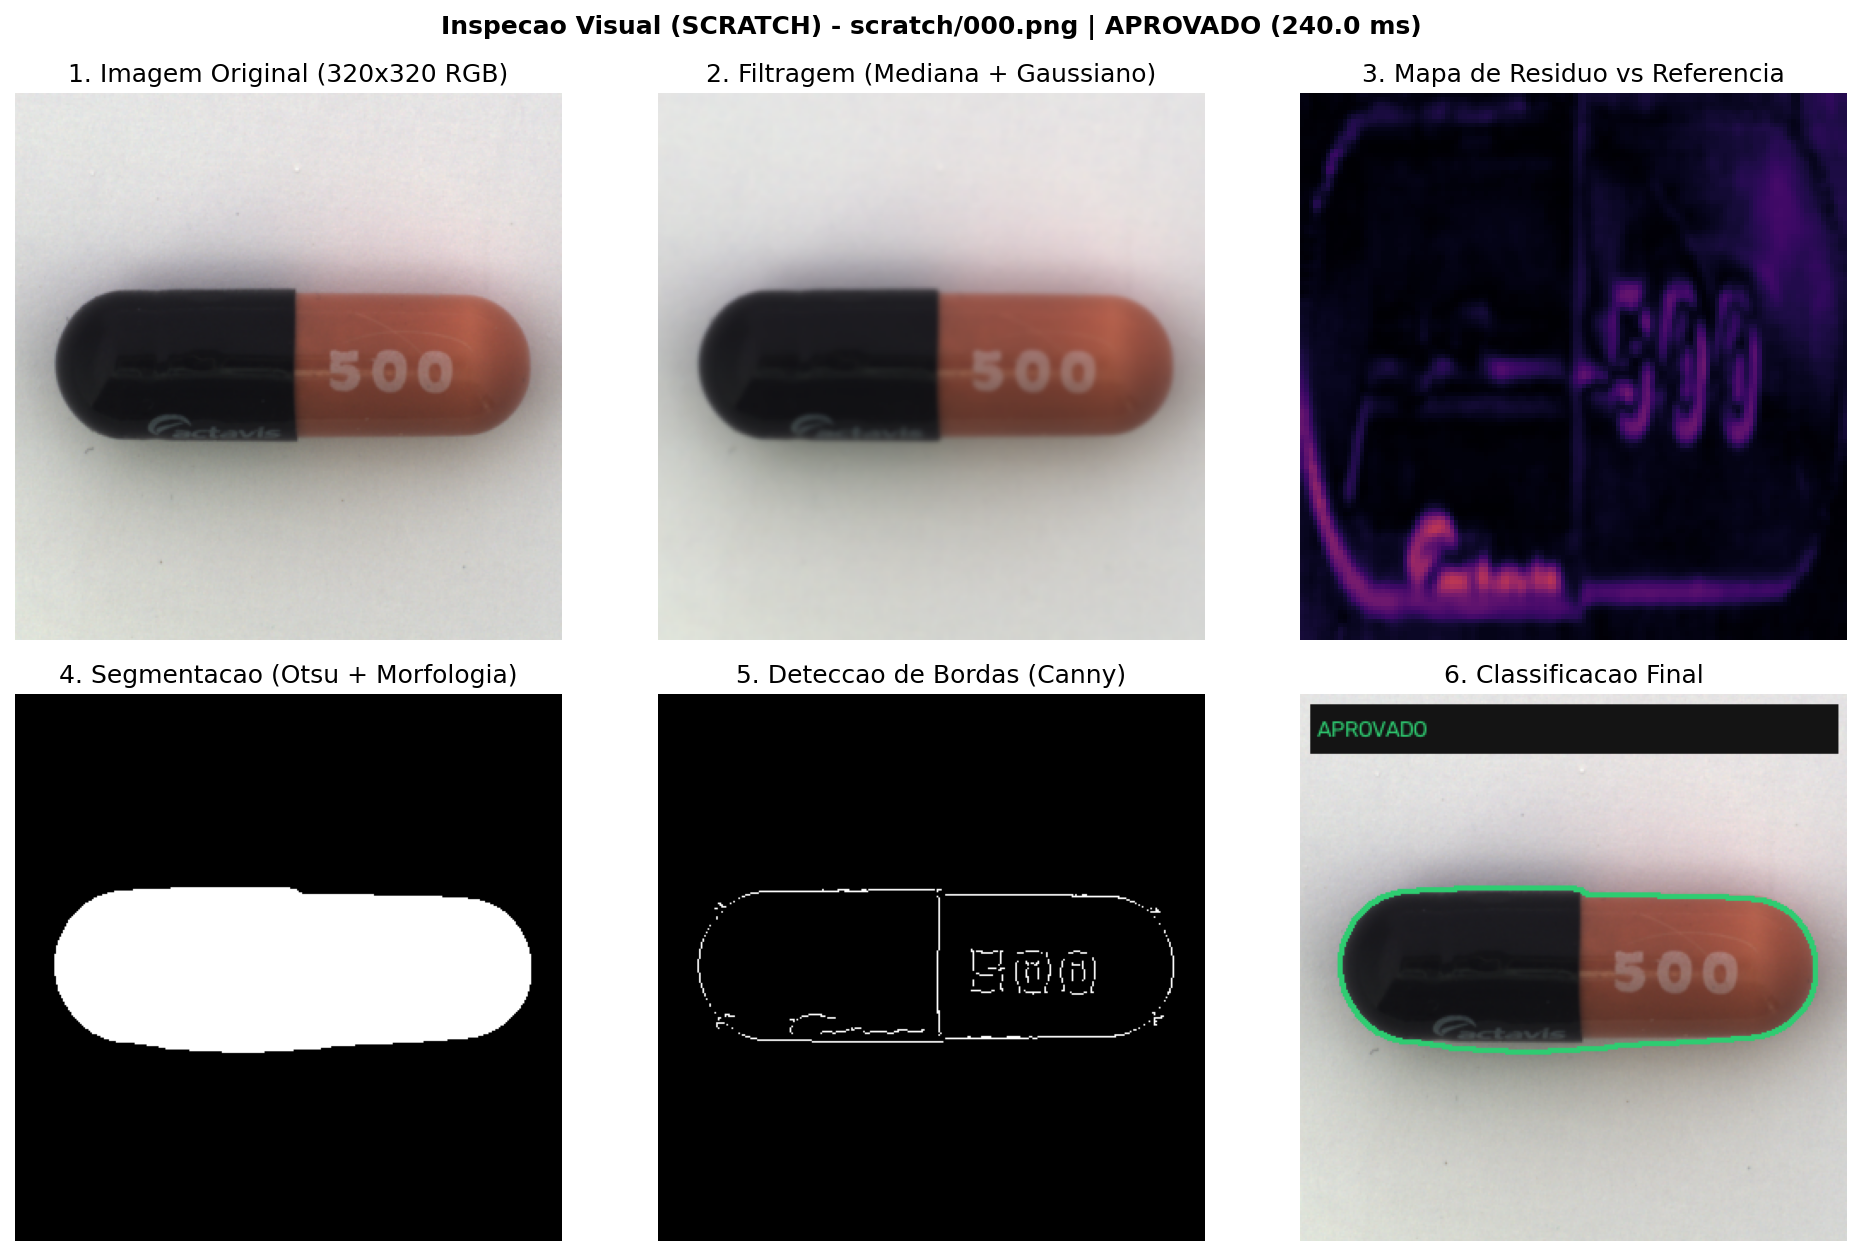 Inspecao Visual (SCRATCH) - scratch/000.png | APROVADO (240.0 ms)
1. Imagem Original (320x320 RGB)
2. Filtragem (Mediana + Gaussiano)
3. Mapa de Residuo vs Referencia
500
actavis
500
actavis
4. Segmentacao (Otsu + Morfologia)
5. Deteccao de Bordas (Canny)
6. Classificacao Final
500
APROVADO
500
actavis